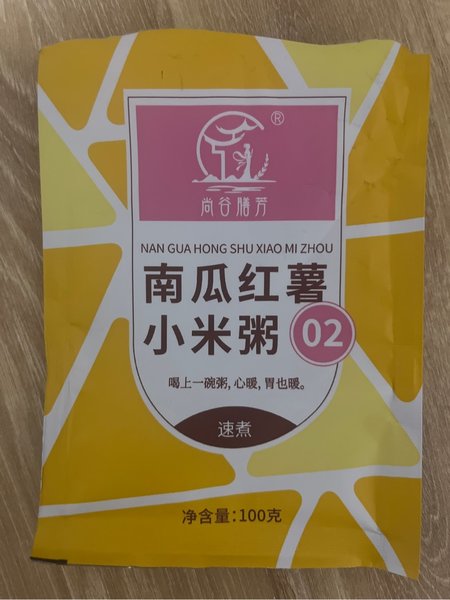 ®
尚谷膳芳
NAN GUA HONG SHU XIAO MI ZHOU
南瓜红薯
小米粥 02
喝上一碗粥,心暖,胃也暖。
速煮
净含量:100克